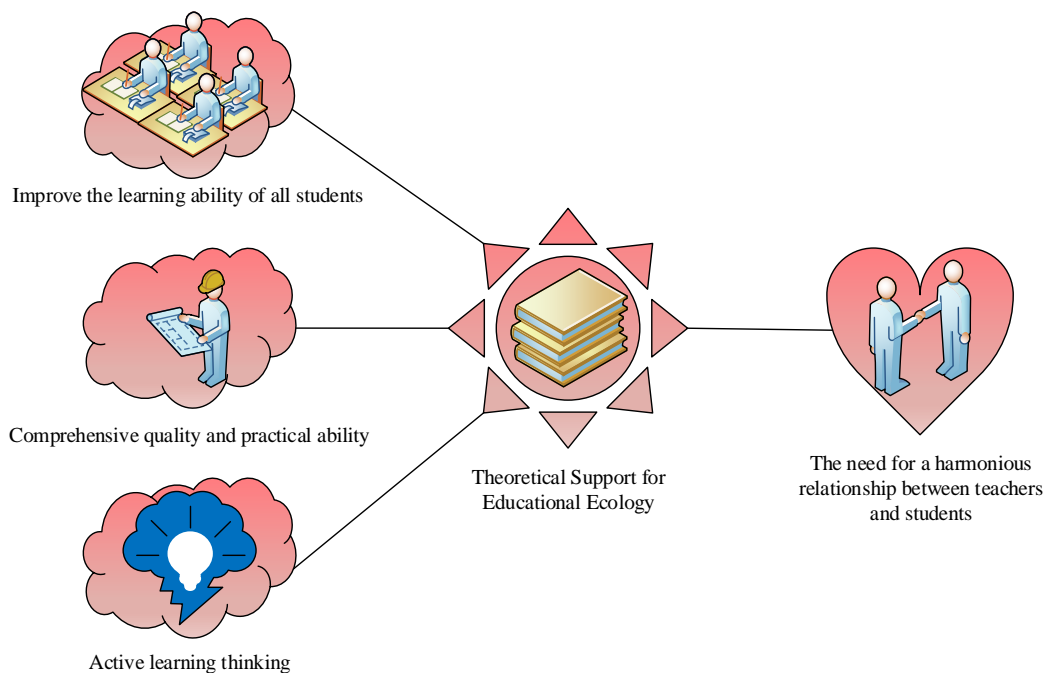 Improve the learning ability of all students
Comprehensive quality and practical ability
Active learning thinking
Theoretical Support for
Educational Ecology
The need for a harmonious
relationship between teachers
and students